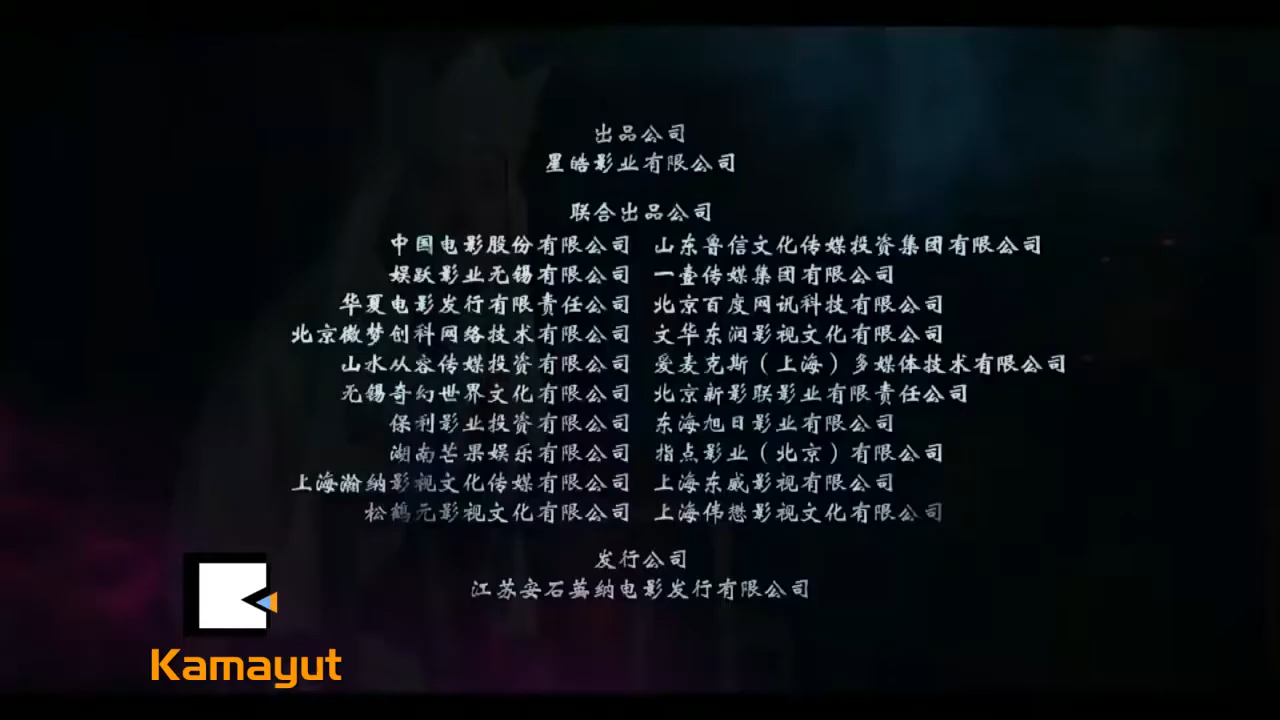 出品公司
星皓影业有限公司
联合出品公司
中国电影股份有限公司 山东鲁信文化传媒投资集团有限公司
娱跃影业无锡有限公司 一壹传媒集团有限公司
华夏电影发行有限责任公司 北京百度网讯科技有限公司
北京微梦创科网络技术有限公司 文华东润影视文化有限公司
山水从容传媒投资有限公司 爱麦克斯（上海）多媒体技术有限公司
无锡奇幻世界文化有限公司 北京新影联影业有限责任公司
保利影业投资有限公司 东海旭日影业有限公司
湖南芒果娱乐有限公司 指点影业（北京）有限公司
上海瀚纳影视文化传媒有限公司 上海东威影视有限公司
松鹤元影视文化有限公司 上海伟懋影视文化有限公司
发行公司
江苏安石英纳电影发行有限公司
Kamayut